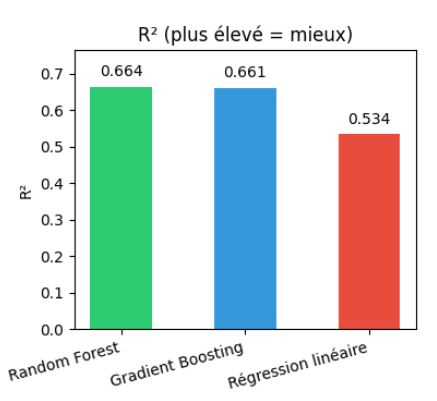 R² (plus élevé = mieux)
0.664
0.661
0.534
R²
0.7
0.6
0.5
0.4
0.3
0.2
0.1
0.0
Random Forest
Gradient Boosting
Régression linéaire